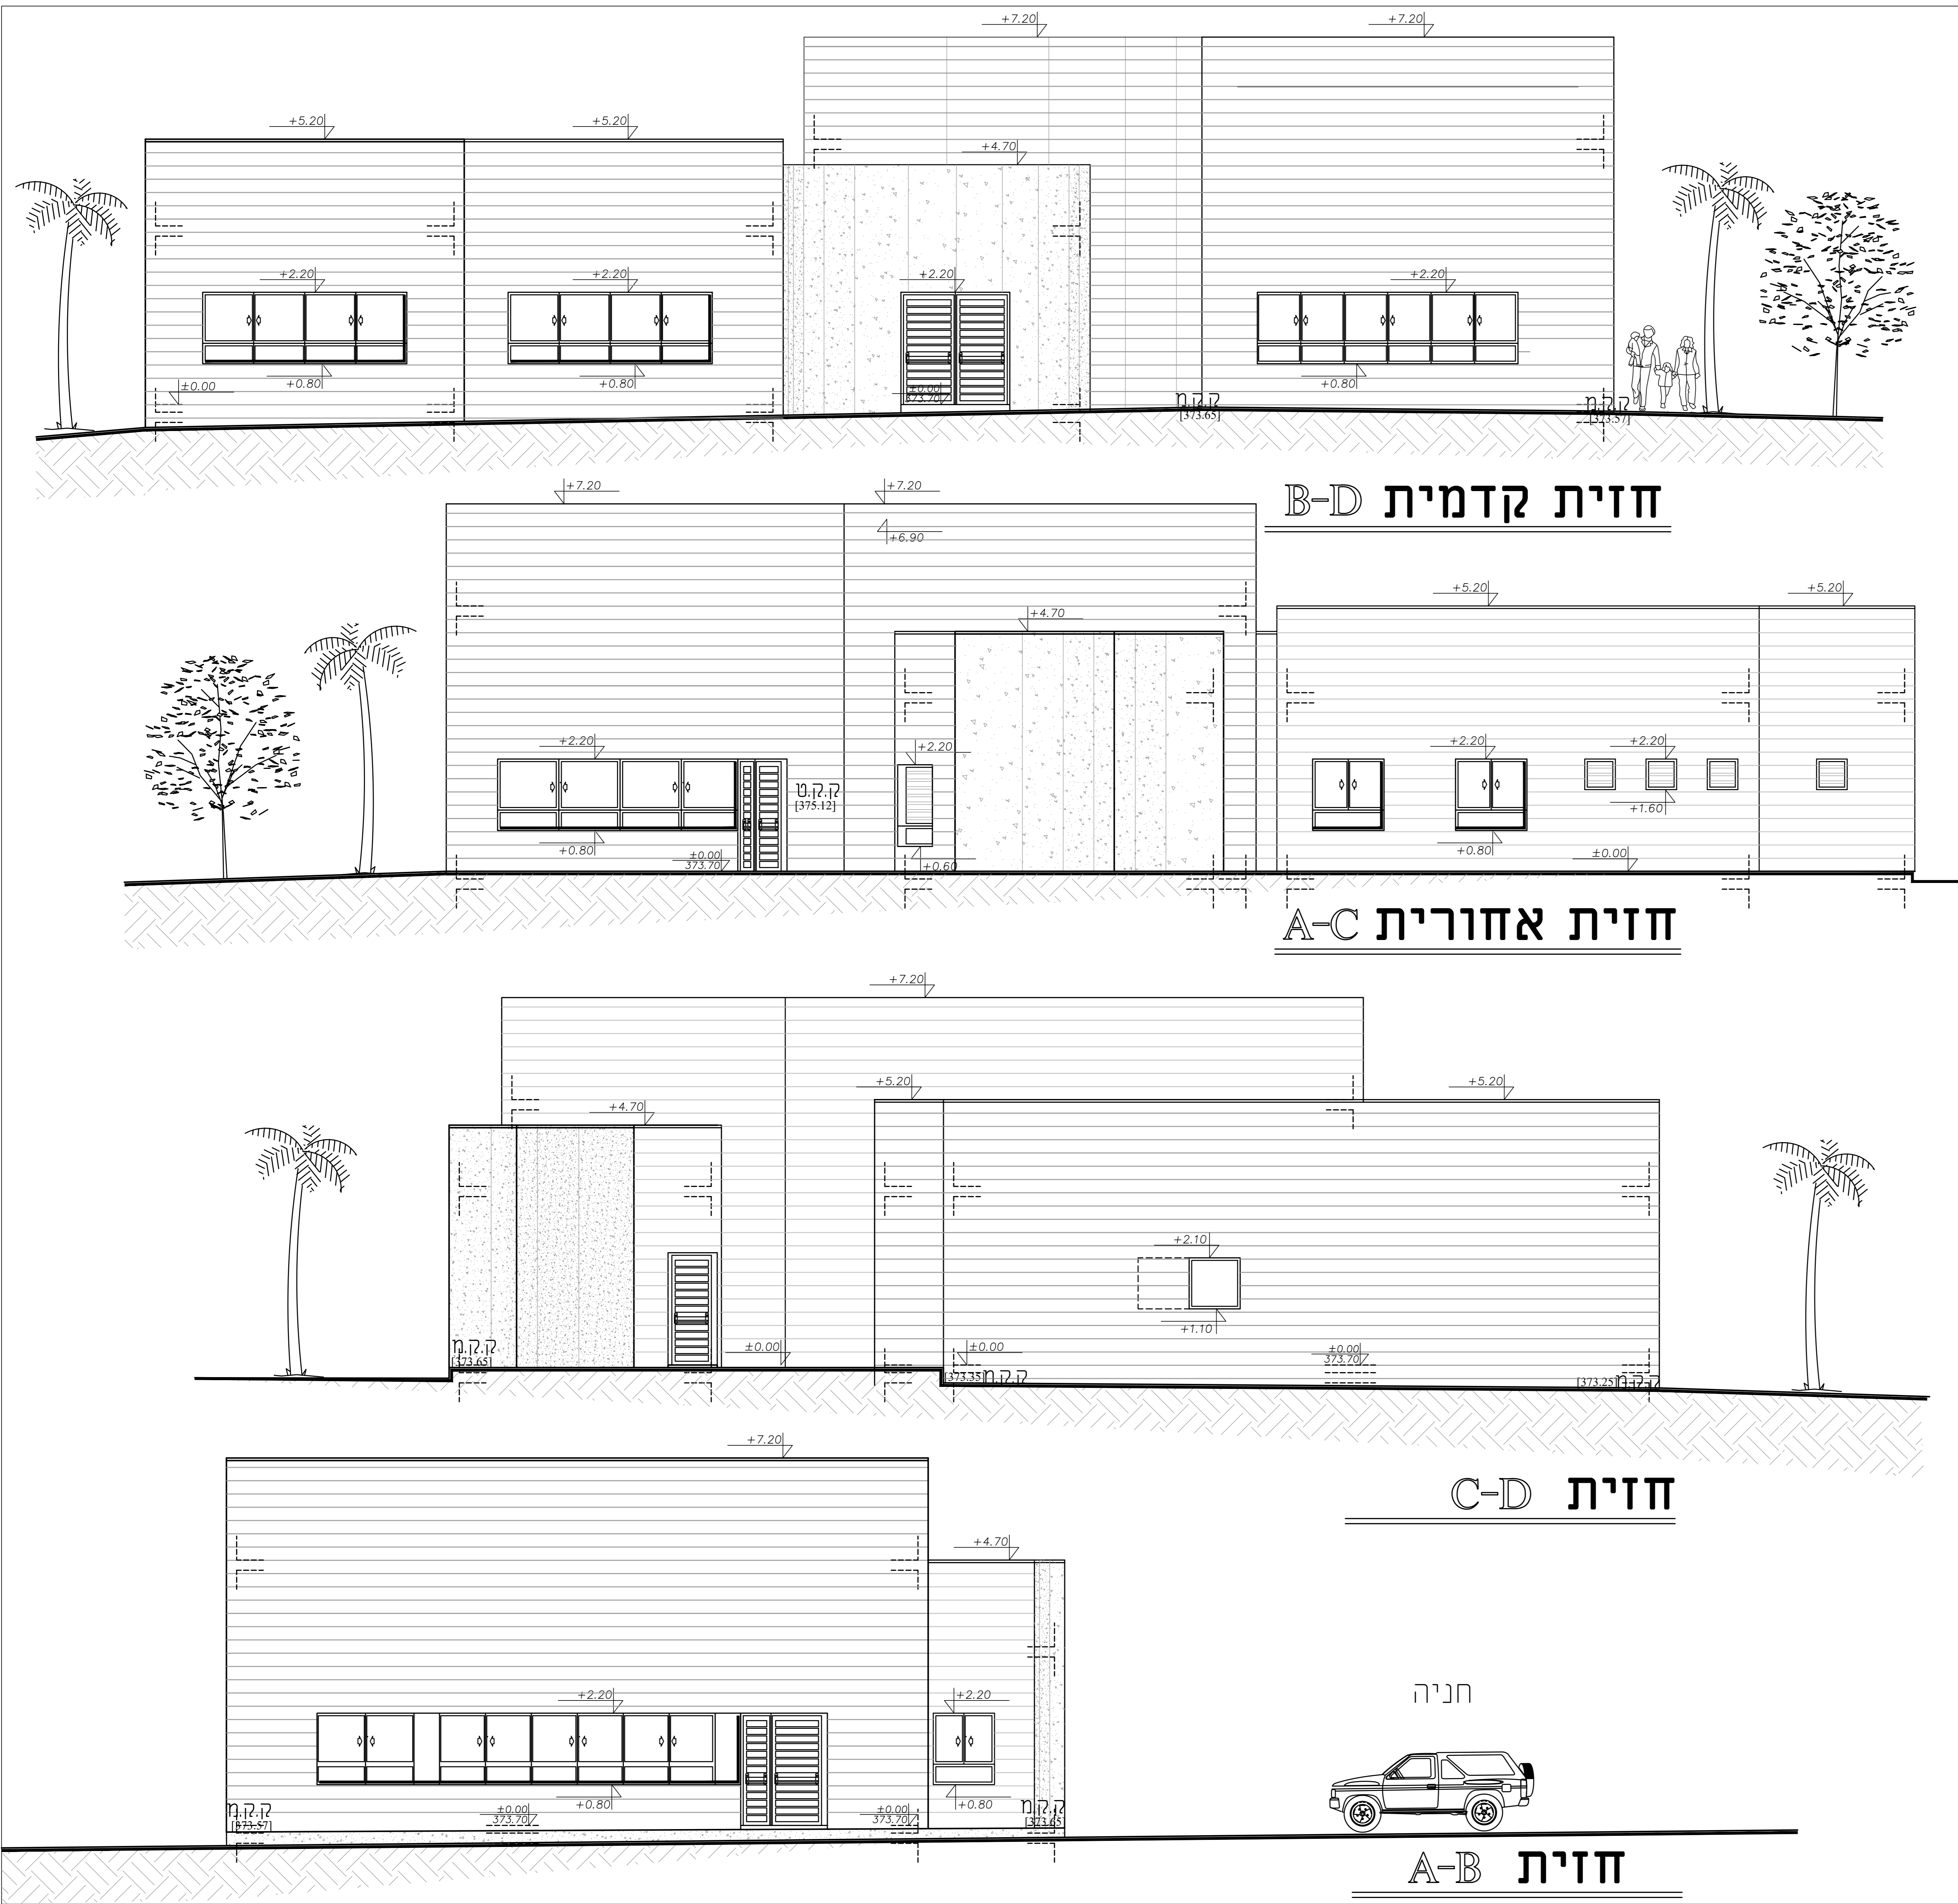 +7.20 +7.20
+5.20 +5.20
+4.70
+2.20 +2.20 +2.20 +2.20
+0.80 +0.80 +0.80
±0.00 ±0.00
373.70
ק.ק.מ ק.ק.מ
[373.65] [373.57]
חזית קדמית B-D
+7.20 +7.20
+6.90
+5.20 +5.20
+4.70
+2.20 +2.20 +2.20 +2.20
ק.ק.ט
[375.12]
+1.60
+0.80 +0.80
±0.00 +0.60 ±0.00
373.70
חזית אחורית A-C
+7.20
+5.20 +5.20
+4.70
+2.10
+1.10
ק.ק.מ ±0.00 ±0.00 ±0.00
[373.65] 373.70
[373.35] ק.ק.מ [373.25] ק.ק.מ
חזית C-D
+7.20
+4.70
+2.20 +2.20
חניה
+0.80 +0.80
ק.ק.מ ±0.00 ±0.00 ק.ק.מ
[373.57] 373.70 373.70 [373.65]
חזית A-B